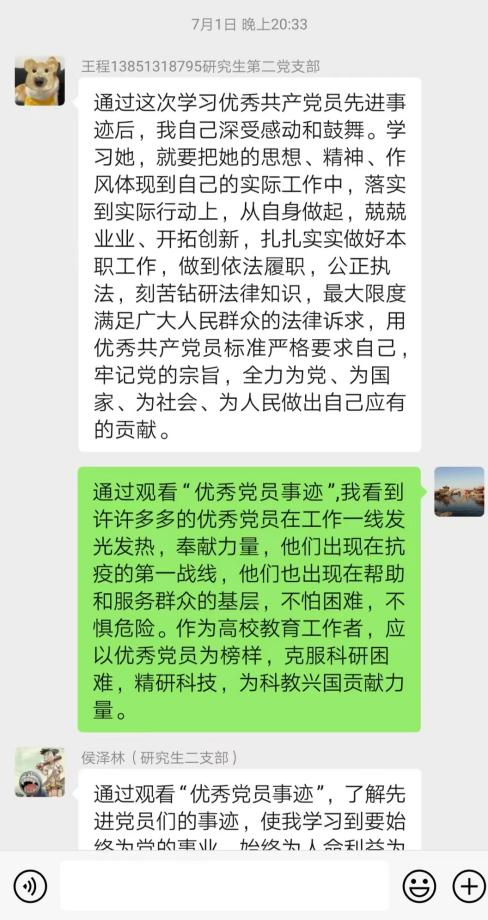 7月1日 晚上20:33
王程13851318795研究生第二党支部
通过这次学习优秀共产党员先进事
迹后，我自己深受感动和鼓舞。学
习她，就要把她的思想、精神、作
风体现到自己的实际工作中，落实
到实际行动上，从自身做起，兢兢
业业、开拓创新，扎扎实实做好本
职工作，做到依法履职，公正执
法，刻苦钻研法律知识，最大限度
满足广大人民群众的法律诉求，用
优秀共产党员标准严格要求自己，
牢记党的宗旨，全力为党、为国
家、为社会、为人民做出自己应有
的贡献。
通过观看“优秀党员事迹”,我看到
许许多多的优秀党员在工作一线发
光发热，奉献力量，他们出现在抗
疫的第一战线，他们也出现在帮助
和服务群众的基层，不怕困难，不
惧危险。作为高校教育工作者，应
以优秀党员为榜样，克服科研困
难，精研科技，为科教兴国贡献力
量。
侯泽林（研究生二支部）
通过观看“优秀党员事迹”，了解先
进党员们的事迹，使我学习到要始
终为党的事业，始终为人命利益为